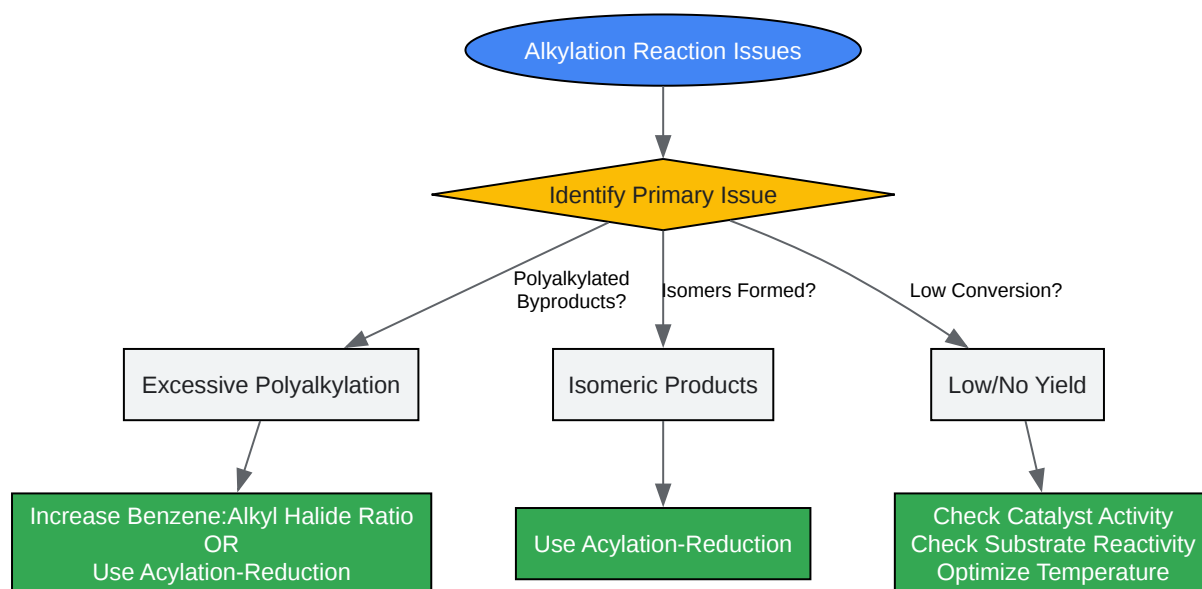 Alkylation Reaction Issues
Identify Primary Issue
Polyalkylated
Byproducts?
Isomers Formed?
Low Conversion?
Excessive Polyalkylation
Isomeric Products
Low/No Yield
Increase Benzene:Alkyl Halide Ratio
OR
Use Acylation-Reduction
Use Acylation-Reduction
Check Catalyst Activity
Check Substrate Reactivity
Optimize Temperature